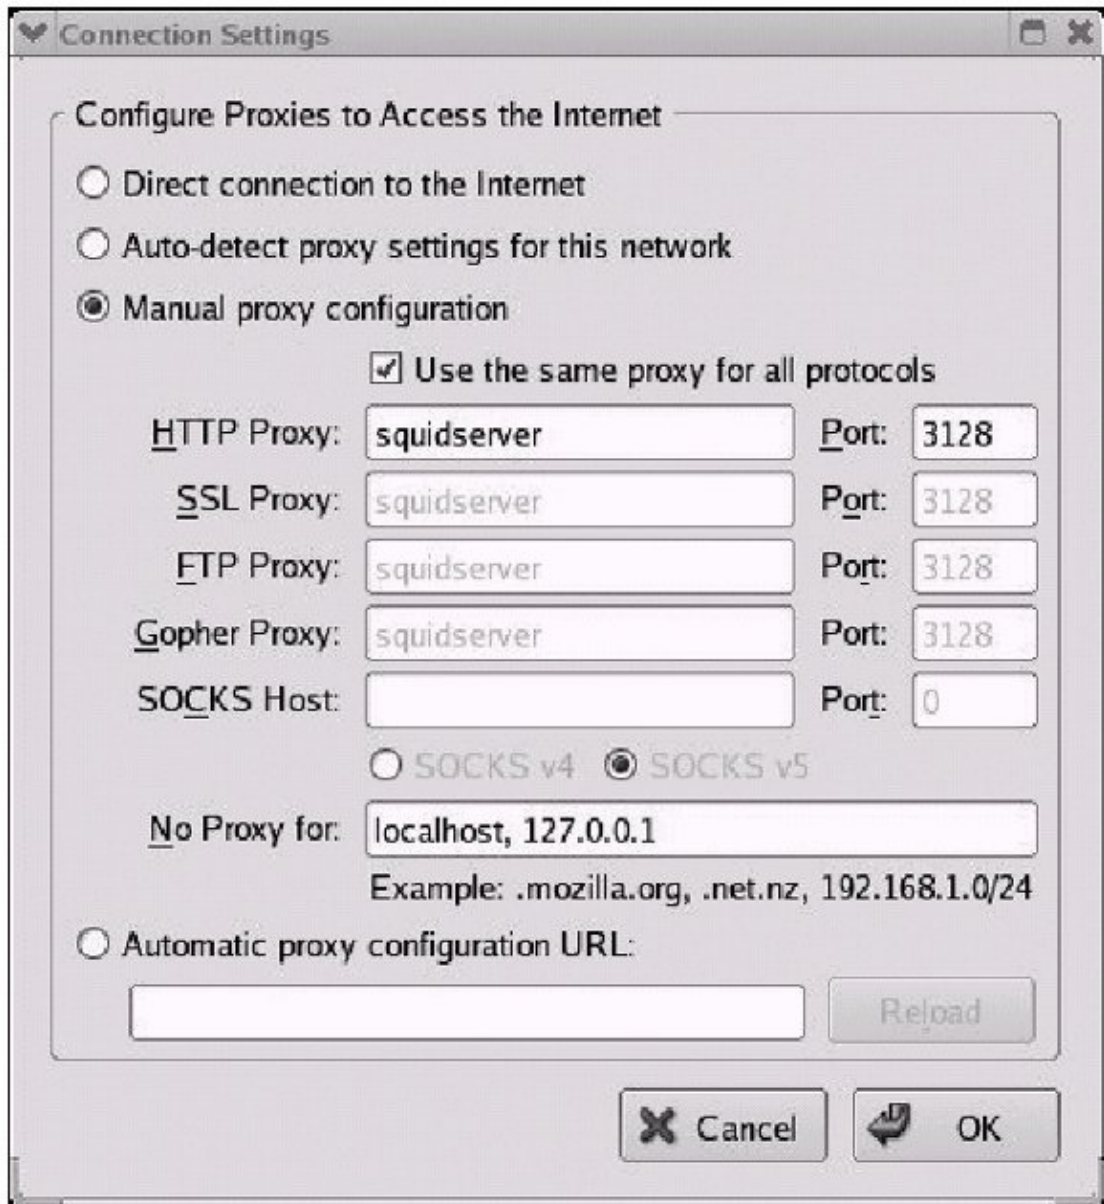 Connection Settings
Configure Proxies to Access the Internet
Direct connection to the Internet
Auto-detect proxy settings for this network
Manual proxy configuration
Use the same proxy for all protocols
HTTP Proxy: squidserver Port: 3128
SSL Proxy: squidserver Port: 3128
FTP Proxy: squidserver Port: 3128
Gopher Proxy: squidserver Port: 3128
SOCKS Host: Port: 0
SOCKS v4 SOCKS v5
No Proxy for: localhost, 127.0.0.1
Example: .mozilla.org, .net.nz, 192.168.1.0/24
Automatic proxy configuration URL:
Reload
Cancel OK